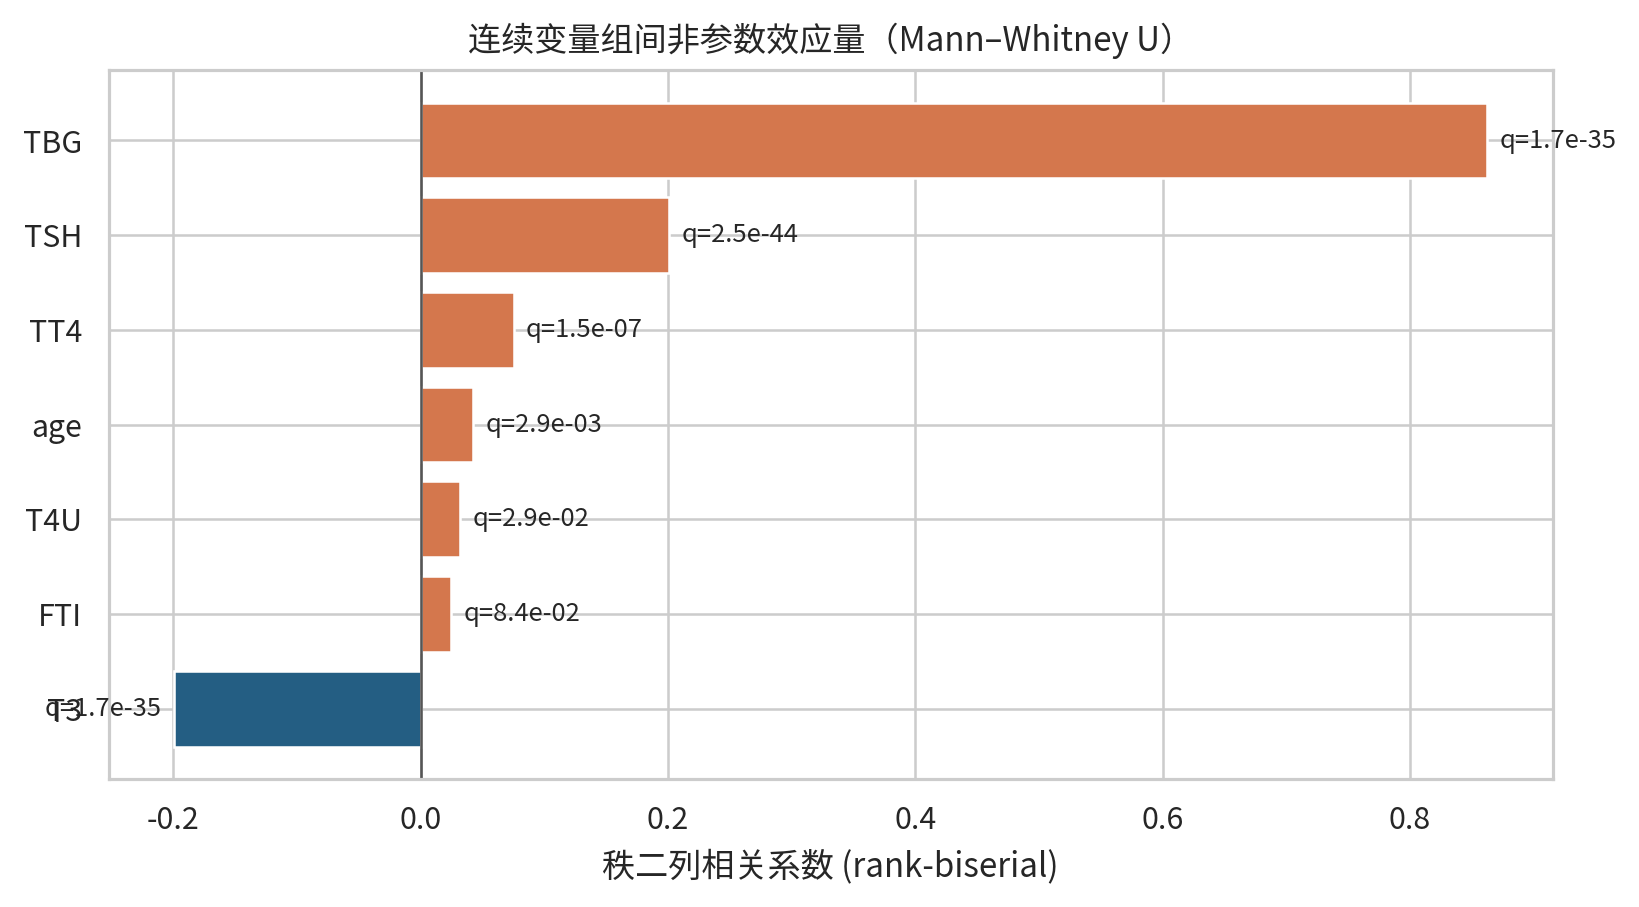 连续变量组间非参数效应量（Mann–Whitney U）
TBG
q=1.7e-35
TSH
q=2.5e-44
TT4
q=1.5e-07
age
q=2.9e-03
T4U
q=2.9e-02
FTI
q=8.4e-02
T3
q=1.7e-35
-0.2
0.0
0.2
0.4
0.6
0.8
秩二列相关系数 (rank-biserial)